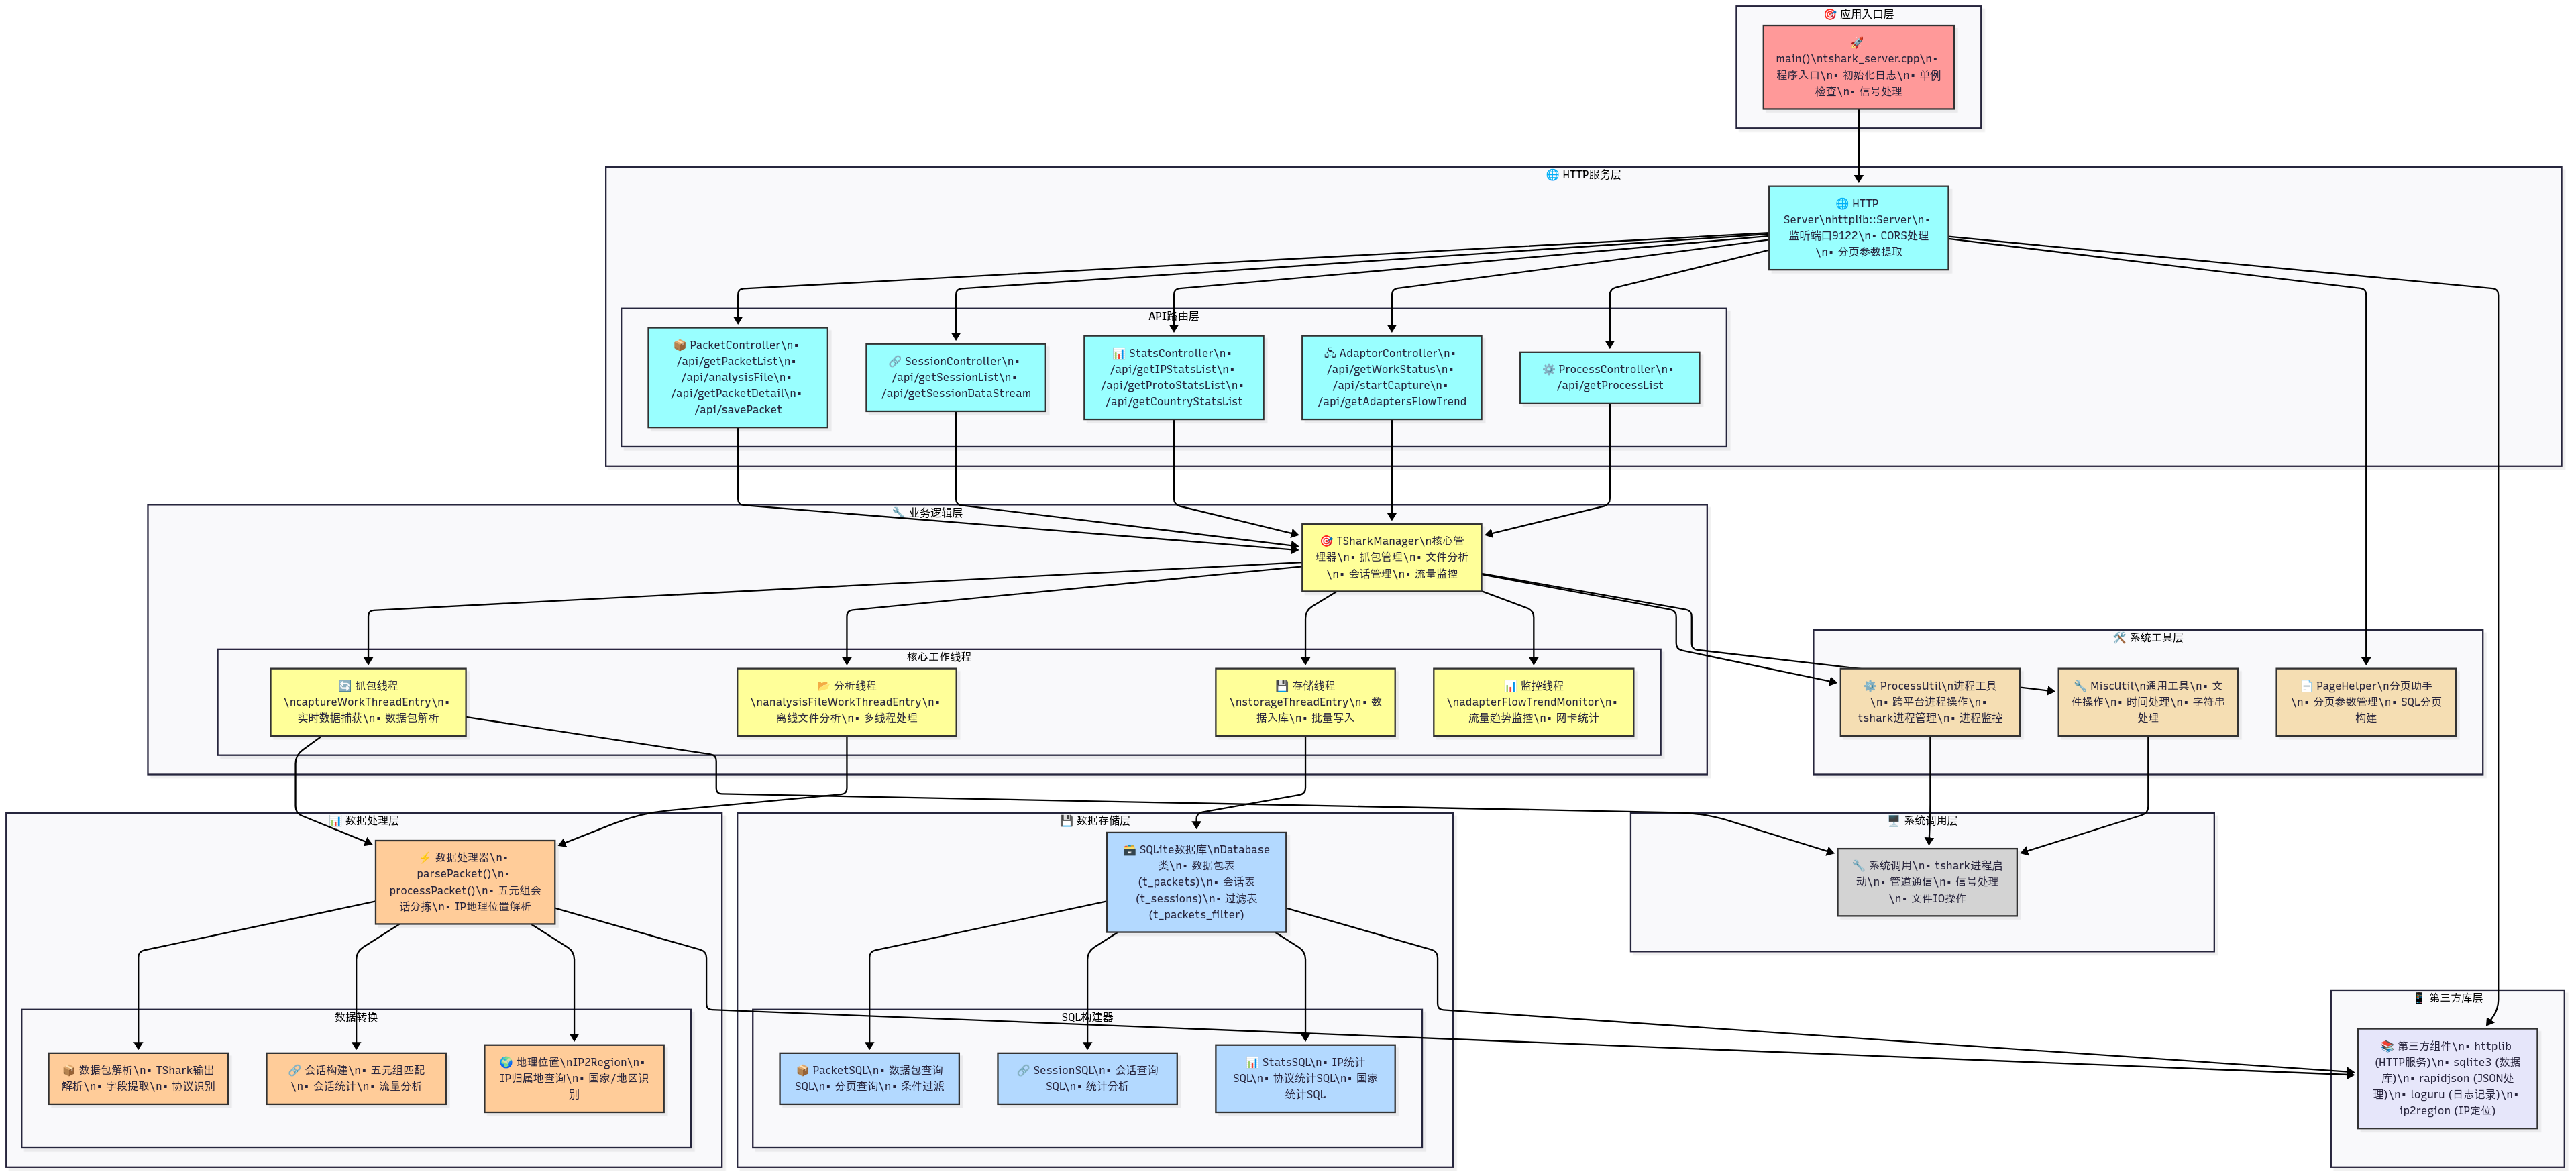 🎯 应用入口层
🚀
main()\ntshark_server.cpp\n•
程序入口\n• 初始化日志\n• 单例
检查\n• 信号处理
🌐 HTTP服务层
🌐 HTTP
Server\nhttplib::Server\n•
监听端口9122\n• CORS处理
\n• 分页参数提取
API路由层
📦 PacketController\n•
/api/getPacketList\n•
/api/analysisFile\n•
/api/getPacketDetail\n•
/api/savePacket
🔗 SessionController\n•
/api/getSessionList\n•
/api/getSessionDataStream
📊 StatsController\n•
/api/getIPStatsList\n•
/api/getProtoStatsList\n•
/api/getCountryStatsList
🖧 AdaptorController\n•
/api/getWorkStatus\n•
/api/startCapture\n•
/api/getAdaptersFlowTrend
⚙️ ProcessController\n•
/api/getProcessList
🔧 业务逻辑层
🎯 TSharkManager\n核心管
理器\n• 抓包管理\n• 文件分析
\n• 会话管理\n• 流量监控
核心工作线程
🔄 抓包线程
\ncaptureWorkThreadEntry\n•
实时数据捕获\n• 数据包解析
📂 分析线程
\nanalysisFileWorkThreadEntry\n•
离线文件分析\n• 多线程处理
💾 存储线程
\nstorageThreadEntry\n• 数
据入库\n• 批量写入
📊 监控线程
\nadapterFlowTrendMonitor\n•
流量趋势监控\n• 网卡统计
🛠️ 系统工具层
⚙️ ProcessUtil\n进程工具
\n• 跨平台进程操作\n•
tshark进程管理\n• 进程监控
🔧 MiscUtil\n通用工具\n• 文
件操作\n• 时间处理\n• 字符串
处理
📄 PageHelper\n分页助手
\n• 分页参数管理\n• SQL分页
构建
📊 数据处理层
⚡ 数据处理器\n•
parsePacket()\n•
processPacket()\n• 五元组会
话分拣\n• IP地理位置解析
数据转换
📦 数据包解析\n• TShark输出
解析\n• 字段提取\n• 协议识别
🔗 会话构建\n• 五元组匹配
\n• 会话统计\n• 流量分析
🌍 地理位置\nIP2Region\n•
IP归属地查询\n• 国家/地区识
别
💾 数据存储层
🗃️ SQLite数据库\nDatabase
类\n• 数据包表
(t_packets)\n• 会话表
(t_sessions)\n• 过滤表
(t_packets_filter)
SQL构建器
📦 PacketSQL\n• 数据包查询
SQL\n• 分页查询\n• 条件过滤
🔗 SessionSQL\n• 会话查询
SQL\n• 统计分析
📊 StatsSQL\n• IP统计
SQL\n• 协议统计SQL\n• 国家
统计SQL
🖥️ 系统调用层
🔧 系统调用\n• tshark进程启
动\n• 管道通信\n• 信号处理
\n• 文件IO操作
📱 第三方库层
📚 第三方组件\n• httplib
(HTTP服务)\n• sqlite3 (数据
库)\n• rapidjson (JSON处
理)\n• loguru (日志记录)\n•
ip2region (IP定位)